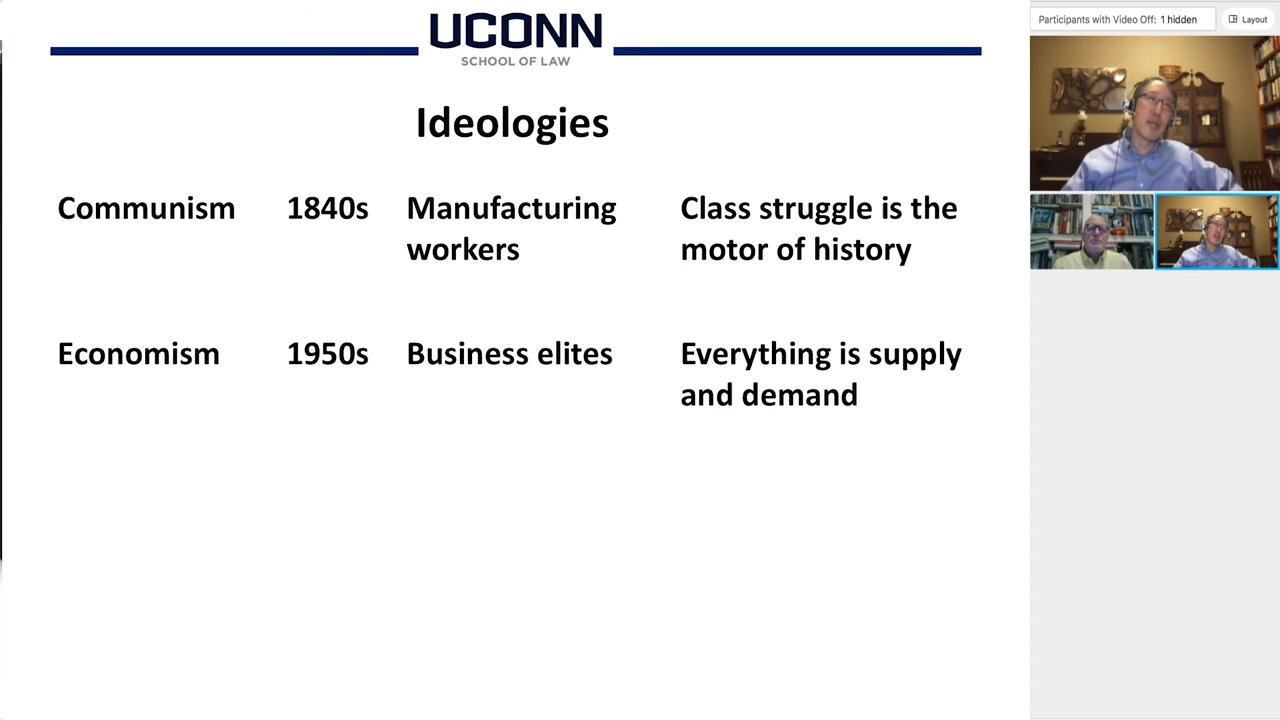 UCONN
SCHOOL OF LAW
Participants with Video Off: 1 hidden
Layout
Ideologies
Communism 1840s Manufacturing workers Class struggle is the motor of history
Economism 1950s Business elites Everything is supply and demand